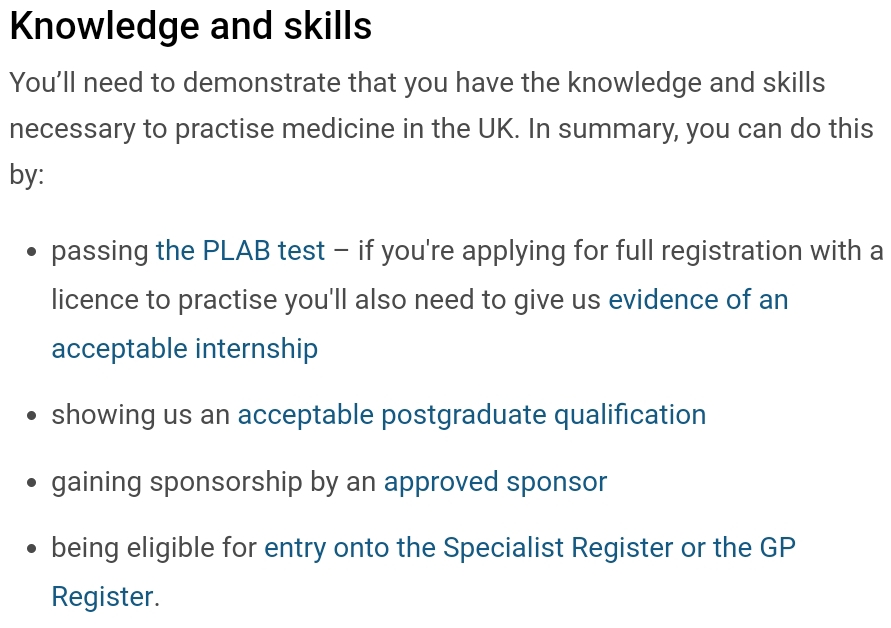 Knowledge and skills
You’ll need to demonstrate that you have the knowledge and skills
necessary to practise medicine in the UK. In summary, you can do this
by:
• passing the PLAB test – if you're applying for full registration with a
licence to practise you'll also need to give us evidence of an
acceptable internship
• showing us an acceptable postgraduate qualification
• gaining sponsorship by an approved sponsor
• being eligible for entry onto the Specialist Register or the GP
Register.